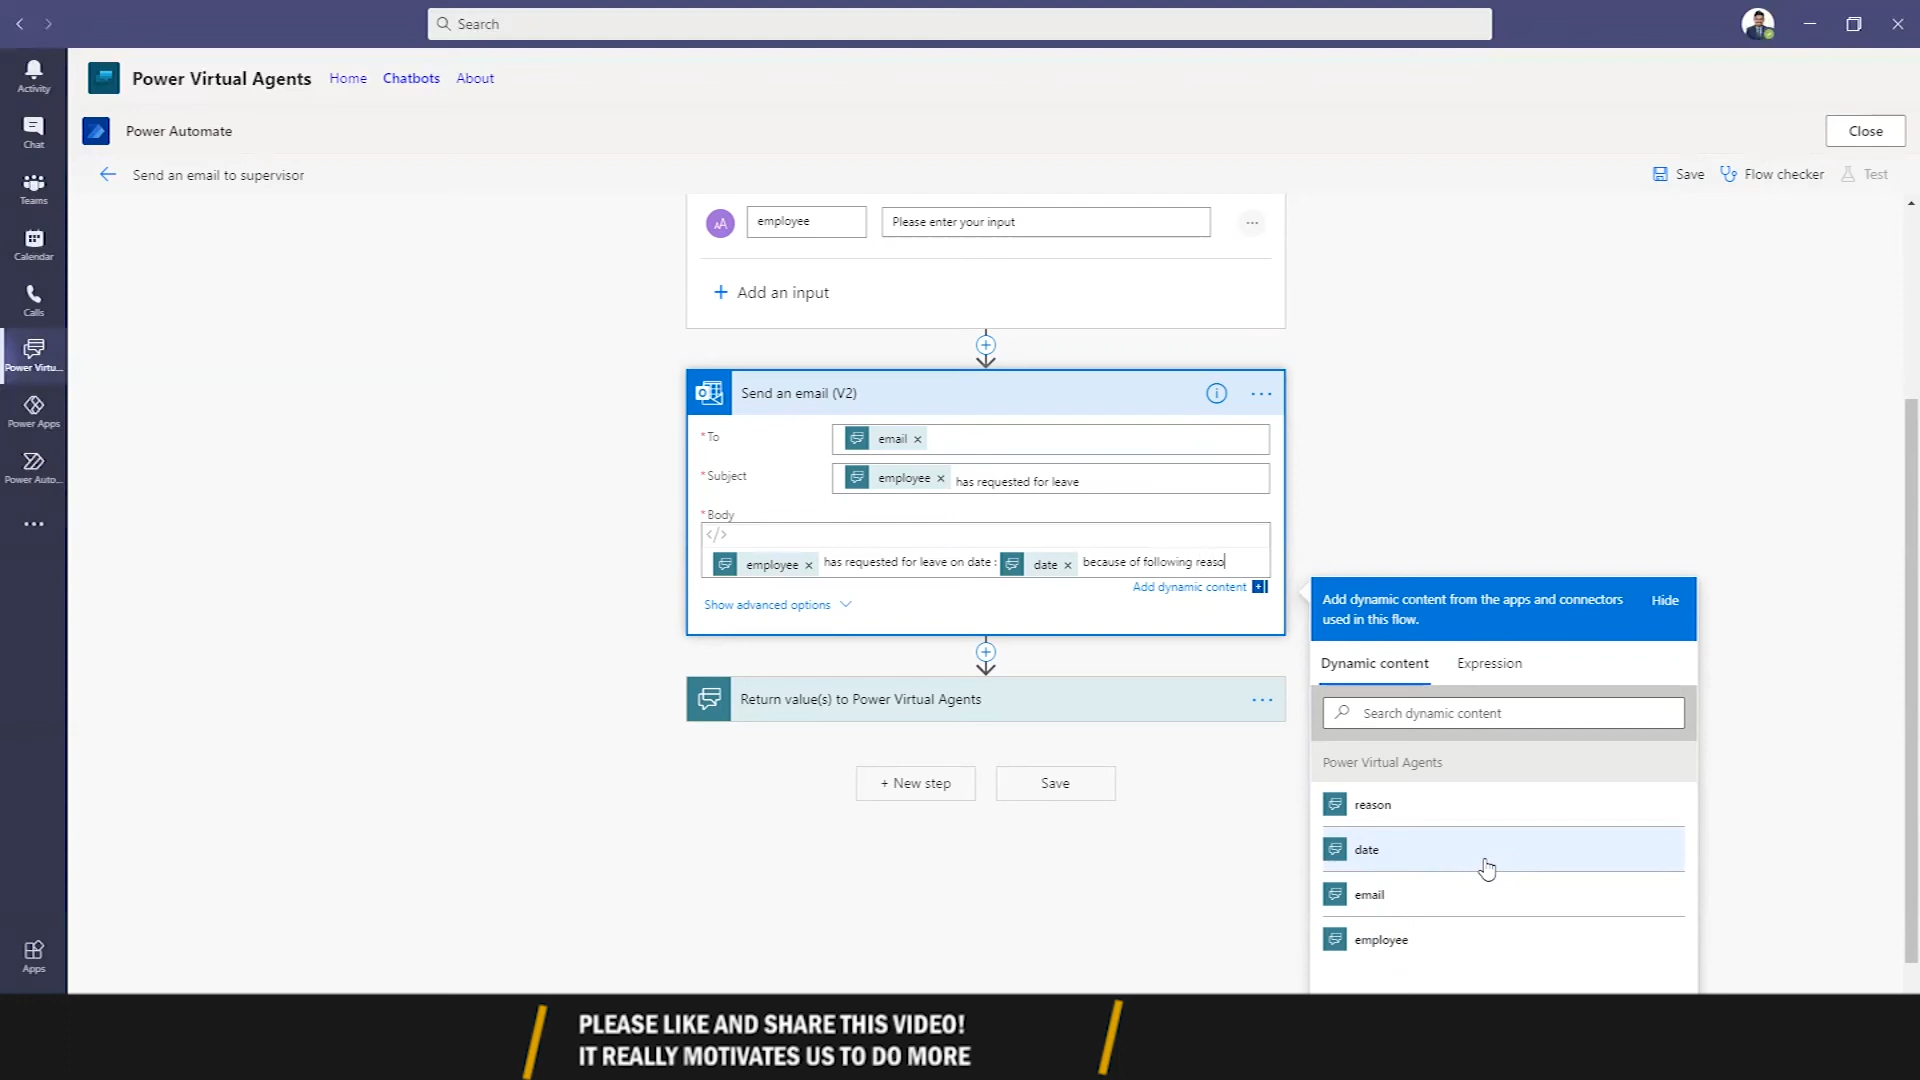 Search
Activity
Chat
Teams
Calendar
Calls
Power Virtu...
Power Apps
Power Auto...
Apps
Power Virtual Agents
Home
Chatbots
About
Power Automate
Close
Send an email to supervisor
Save
Flow checker
Test
AA
employee
Please enter your input
Add an input
Send an email (V2)
* To
email
* Subject
employee has requested for leave
* Body
</>
employee has requested for leave on date : date because of following reaso
Add dynamic content
Show advanced options
Return value(s) to Power Virtual Agents
+ New step
Save
Add dynamic content from the apps and connectors
used in this flow.
Hide
Dynamic content
Expression
Search dynamic content
Power Virtual Agents
reason
date
email
employee
PLEASE LIKE AND SHARE THIS VIDEO!
IT REALLY MOTIVATES US TO DO MORE